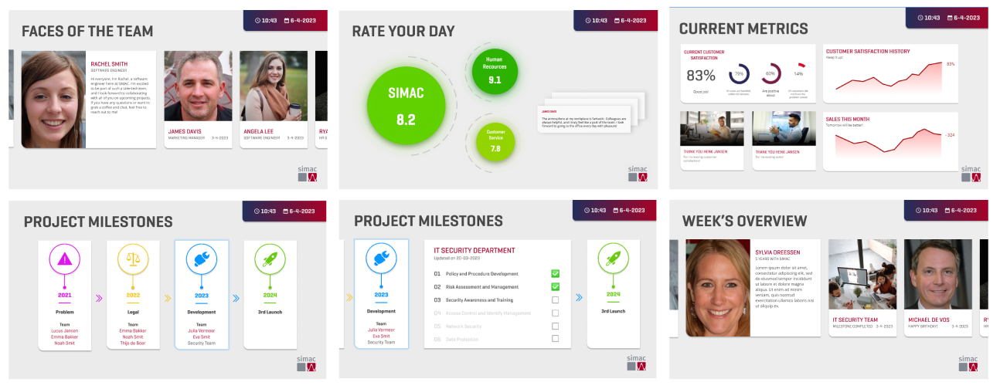 10:43 6-4-2023
FACES OF THE TEAM
RACHEL SMITH
SOFTWARE ENGINEER
Hi everyone, I'm Rachel, a software
engineer here at SIMAC. I'm excited
to be part of such a talented team,
and I look forward to collaborating
with all of you on upcoming projects.
If you have any questions or want to
grab a coffee and chat, feel free to
reach out to me!
JAMES DAVIS
MARKETING MANAGER 3-4-2023
ANGELA LEE
SOFTWARE ENGINEER 3-4-2023
RYA
HR S
simac
10:43 6-4-2023
RATE YOUR DAY
SIMAC
8.2
Human
Recources
9.1
Customer
Service
7.8
JAMES DAVIS
The atmosphere at my workplace is fantastic. Colleagues are
always helpful, and I truly feel like a part of the team. I look
forward to going to the office every day with pleasure!
simac
10:43 6-4-2023
CURRENT METRICS
CURRENT CUSTOMER
SATISFACTION
83%
Good job!
79%
60%
Are positive
about
14%
CUSTOMER SATISFACTION HISTORY
Keep it up!
83%
THANK YOU HENK JANSEN
For increasing customer
satisfaction!
THANK YOU HENK JANSEN
For increasing sales!
SALES THIS MONTH
Tomorrow will be better!
- 324
simac
10:43 6-4-2023
PROJECT MILESTONES
2021
Problem
Team
Lucus Jansen
Emma Bakker
Noah Smit
2022
Legal
Team
Emma Bakker
Noah Smit
Thijs de Boer
2023
Development
Team
Julia Vermeer
Eva Smit
Security Team
2024
3rd Launch
simac
10:43 6-4-2023
PROJECT MILESTONES
2023
Development
Team
Julia Vermeer
Eva Smit
Security Team
IT SECURITY DEPARTMENT
Updated on 20-03-2023
01 Policy and Procedure Development
02 Risk Assessment and Management
03 Security Awareness and Training
04 Access Control and Identify Management
05 Network Security
06 Data Protection
2024
3rd Launch
simac
10:43 6-4-2023
WEEK'S OVERVIEW
SYLVIA DREESSEN
5 YEARS WITH SIMAC
Lorem ipsum dolor sit amet,
consectetur adipiscing elit, sed
do eiusmod tempor incididunt
ut labore et dolore magna
aliqua. Ut enim ad minim
veniam, quis nostrud
exercitation ullamco laboris nisi
ut aliquip ex.
IT SECURITY TEAM
MILESTONE COMPLETED 3-4-2023
MICHAEL DE VOS
HAPPY BIRTHDAY! 3-4-2023
simac